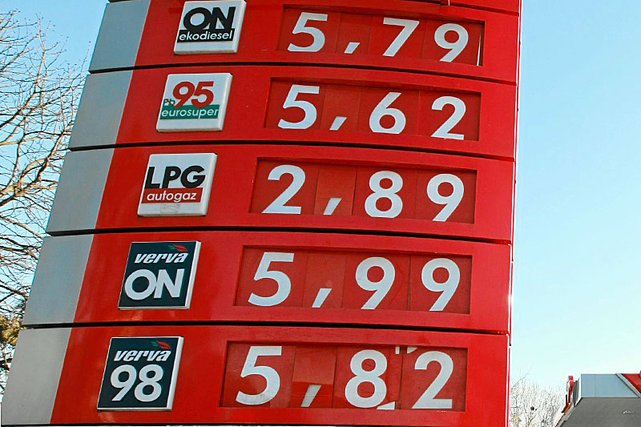 ON 5,79
ekodiesel
Pb 95 5,62
eurosuper
LPG 2,89
autogaz
verva
ON 5,99
verva
98 5,82